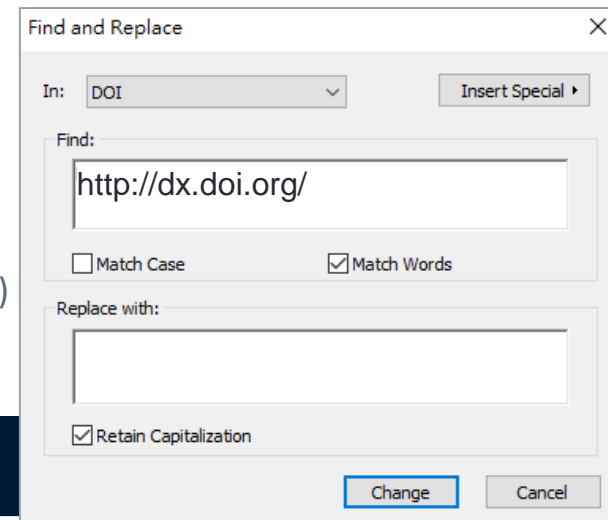 Find and Replace
In: DOI Insert Special
Find:
http://dx.doi.org/
Match Case Match Words
)
Replace with:
Retain Capitalization
Change Cancel